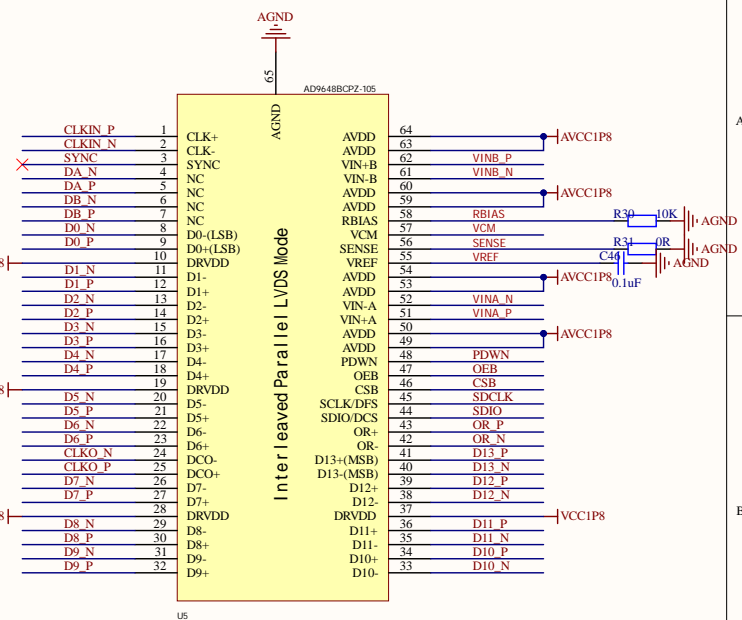 AGND
65
AD9648BCPZ-105
AGND
CLKIN_P 1 CLK+ AVDD 64
CLKIN_N 2 CLK- AVDD 63 AVCC1P8
SYNC 3 SYNC VIN+B 62 VINB_P
DA_N 4 NC VIN-B 61 VINB_N
DA_P 5 NC AVDD 60
DB_N 6 NC AVDD 59 AVCC1P8
DB_P 7 NC RBIAS 58 RBIAS R30 10K AGND
D0_N 8 D0-(LSB) VCM 57 VCM
D0_P 9 D0+(LSB) SENSE 56 SENSE R31 0R AGND
8 10 DRVDD VREF 55 VREF C46 0.1uF AGND
D1_N 11 D1- AVDD 54
D1_P 12 D1+ AVDD 53 AVCC1P8
D2_N 13 D2- VIN-A 52 VINA_N
D2_P 14 D2+ VIN+A 51 VINA_P
D3_N 15 D3- AVDD 50
D3_P 16 D3+ AVDD 49 AVCC1P8
D4_N 17 D4- PDWN 48 PDWN
D4_P 18 D4+ OEB 47 OEB
8 19 DRVDD CSB 46 CSB
D5_N 20 D5- SCLK/DFS 45 SDCLK
D5_P 21 D5+ SDIO/DCS 44 SDIO
D6_N 22 D6- OR+ 43 OR_P
D6_P 23 D6+ OR- 42 OR_N
CLKO_N 24 DCO- D13+(MSB) 41 D13_P
CLKO_P 25 DCO+ D13-(MSB) 40 D13_N
D7_N 26 D7- D12+ 39 D12_P
D7_P 27 D7+ D12- 38 D12_N
8 28 DRVDD DRVDD 37 VCC1P8
D8_N 29 D8- D11+ 36 D11_P
D8_P 30 D8+ D11- 35 D11_N
D9_N 31 D9- D10+ 34 D10_P
D9_P 32 D9+ D10- 33 D10_N
Interleaved Parallel LVDS Mode
U5
A
B